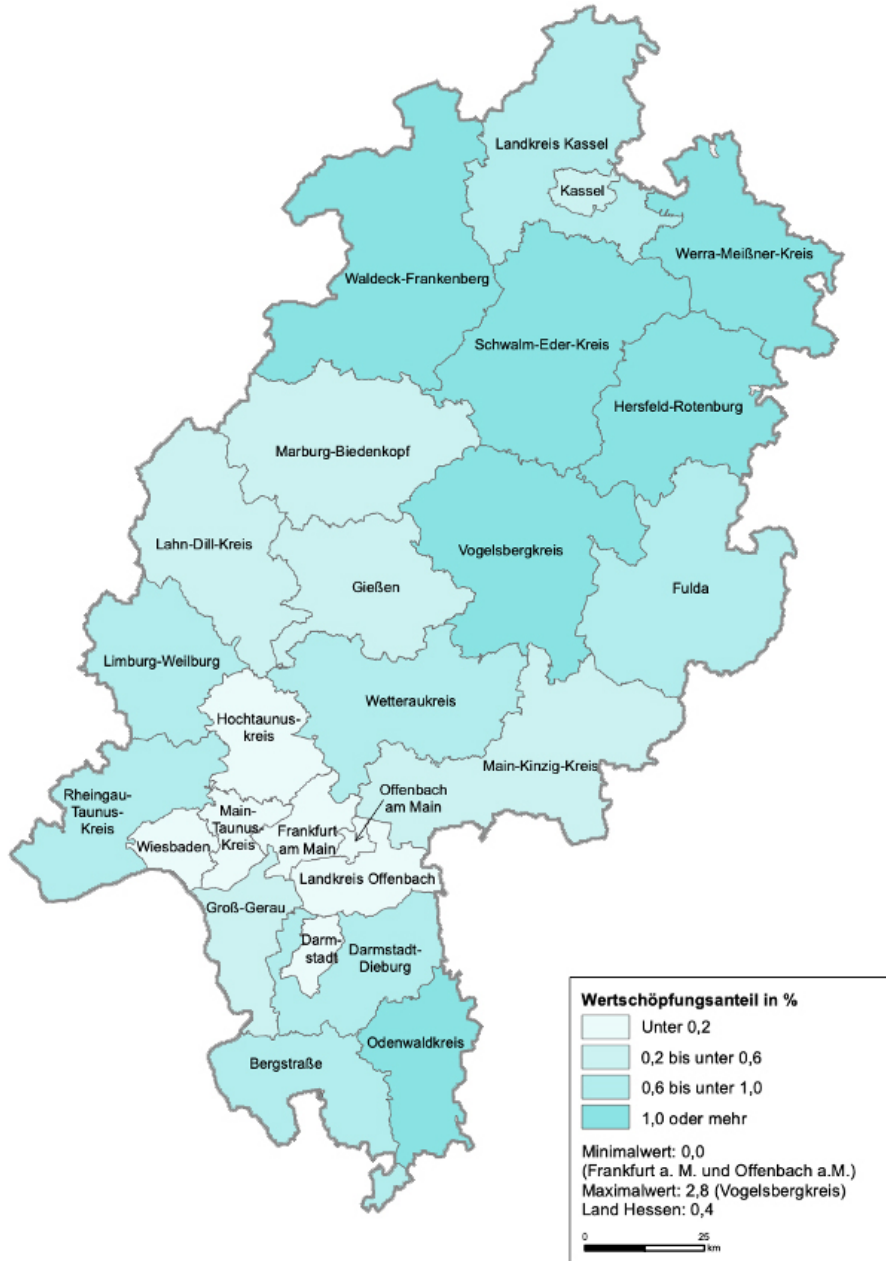 Landkreis Kassel
Kassel
Werra-Meißner-Kreis
Waldeck-Frankenberg
Schwalm-Eder-Kreis
Hersfeld-Rotenburg
Marburg-Biedenkopf
Lahn-Dill-Kreis
Vogelsbergkreis
Gießen
Fulda
Limburg-Weilburg
Wetteraukreis
Hochtaunus-
kreis
Main-Kinzig-Kreis
Offenbach
am Main
Rheingau-
Taunus-
Kreis
Main-
Taunus-
Kreis
Frankfurt
am Main
Wiesbaden
Landkreis Offenbach
Groß-Gerau
Darm-
stadt
Darmstadt-
Dieburg
Odenwaldkreis
Bergstraße
Wertschöpfungsanteil in %
Unter 0,2
0,2 bis unter 0,6
0,6 bis unter 1,0
1,0 oder mehr
Minimalwert: 0,0
(Frankfurt a. M. und Offenbach a.M.)
Maximalwert: 2,8 (Vogelsbergkreis)
Land Hessen: 0,4
0 25
km